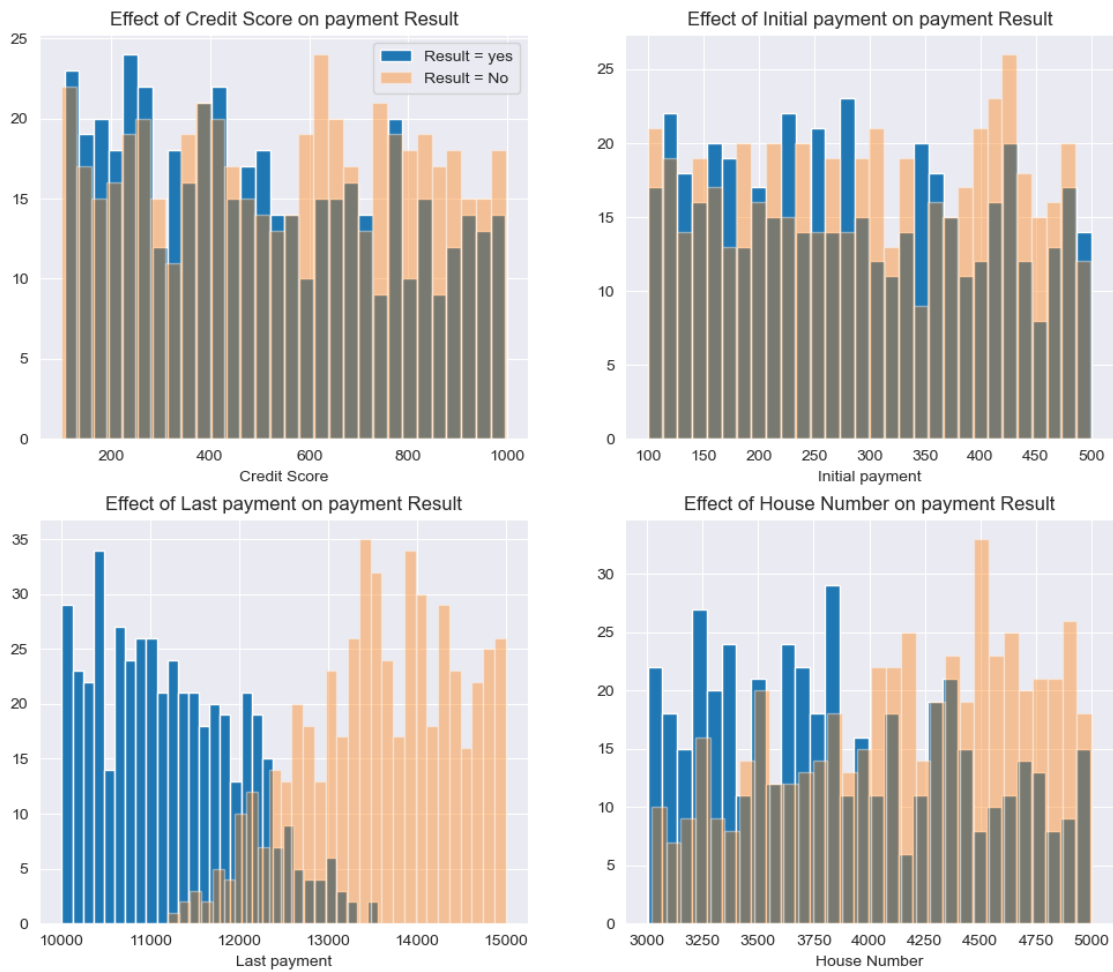 Effect of Credit Score on payment Result
25
20
15
10
5
0
200 400 600 800 1000
Credit Score
Result = yes
Result = No
Effect of Initial payment on payment Result
25
20
15
10
5
0
100 150 200 250 300 350 400 450 500
Initial payment
Effect of Last payment on payment Result
35
30
25
20
15
10
5
0
10000 11000 12000 13000 14000 15000
Last payment
Effect of House Number on payment Result
30
25
20
15
10
5
0
3000 3250 3500 3750 4000 4250 4500 4750 5000
House Number